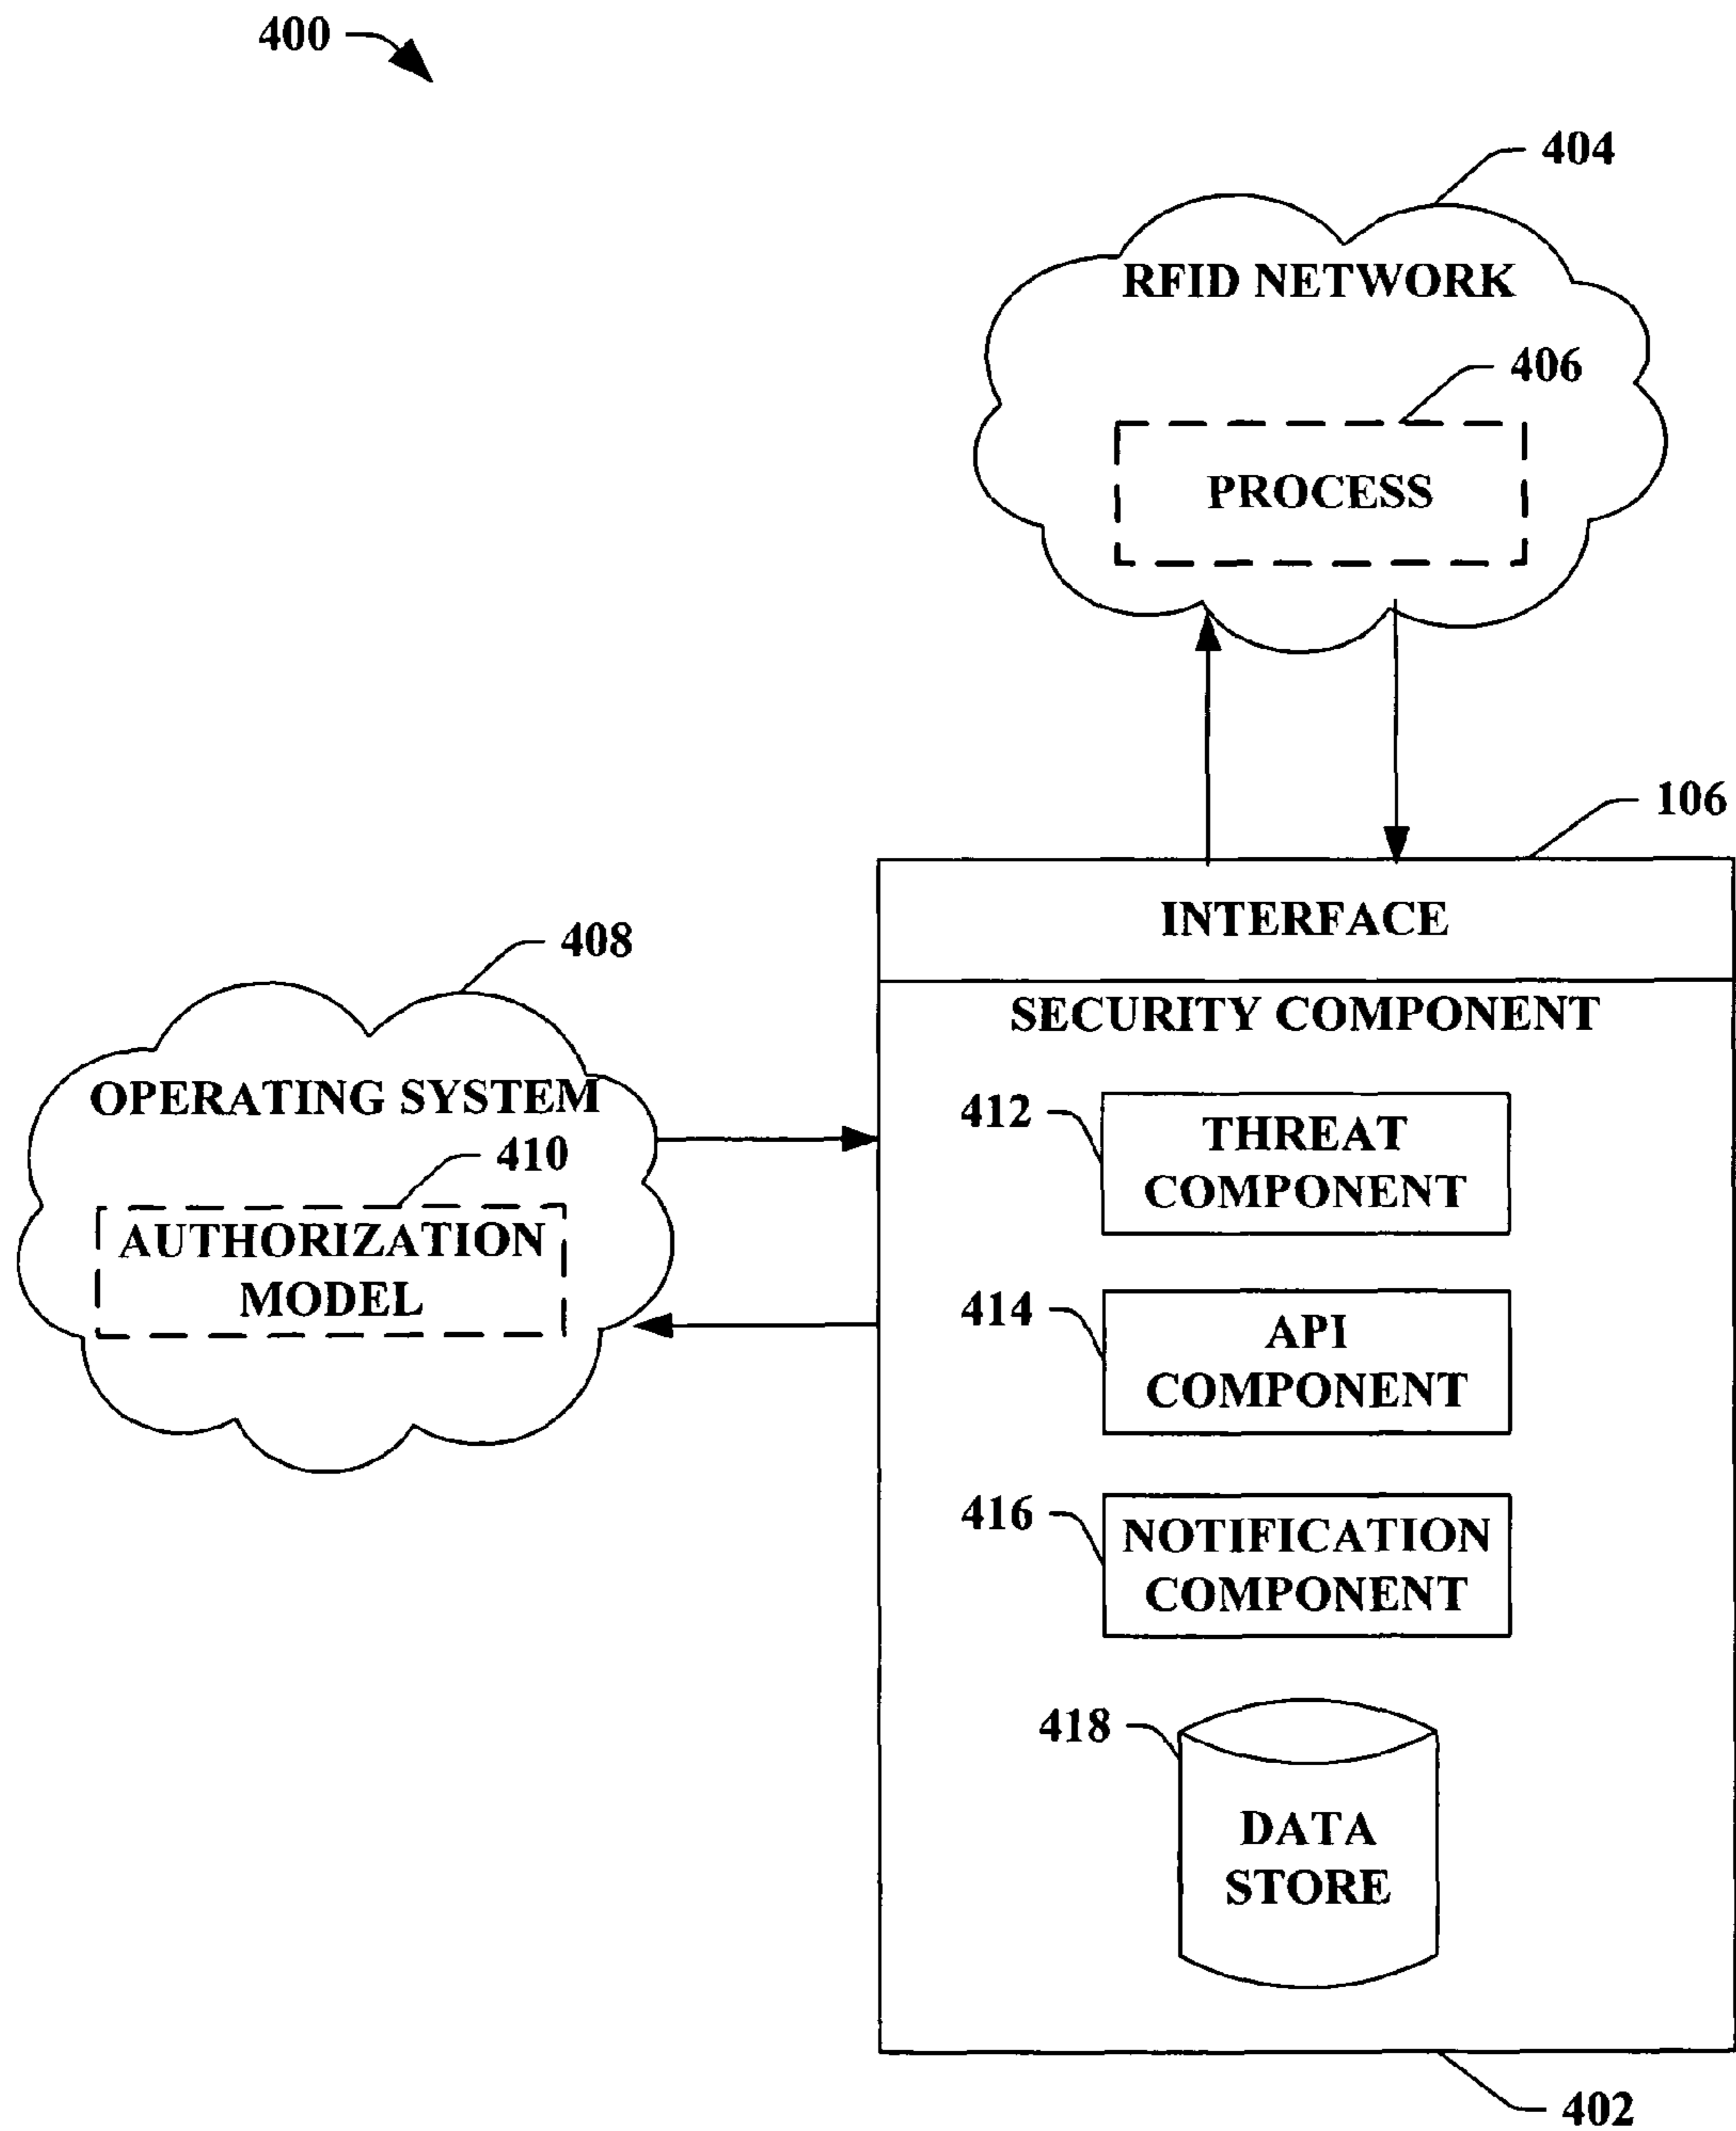 400
404
RFID NETWORK
406
PROCESS
106
INTERFACE
408
SECURITY COMPONENT
OPERATING SYSTEM
410
AUTHORIZATION
MODEL
412
THREAT
COMPONENT
414
API
COMPONENT
416
NOTIFICATION
COMPONENT
418
DATA
STORE
402